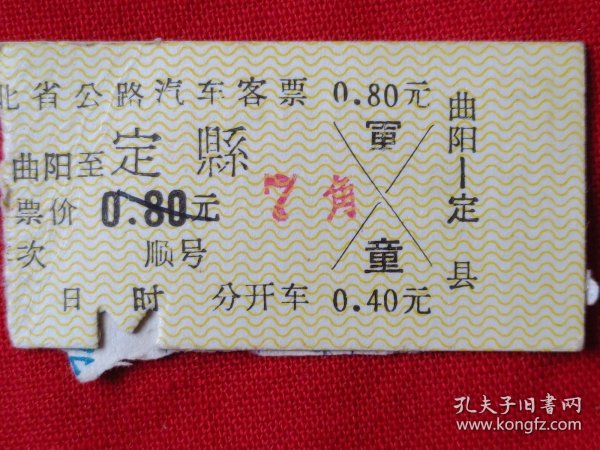 北省公路汽车客票 0.80元
曲阳至定縣
票价 0.80元
7角
次 顺号
日 时 分开车 0.40元
軍
童
曲阳—定县
孔夫子旧书网
www.kongfz.com